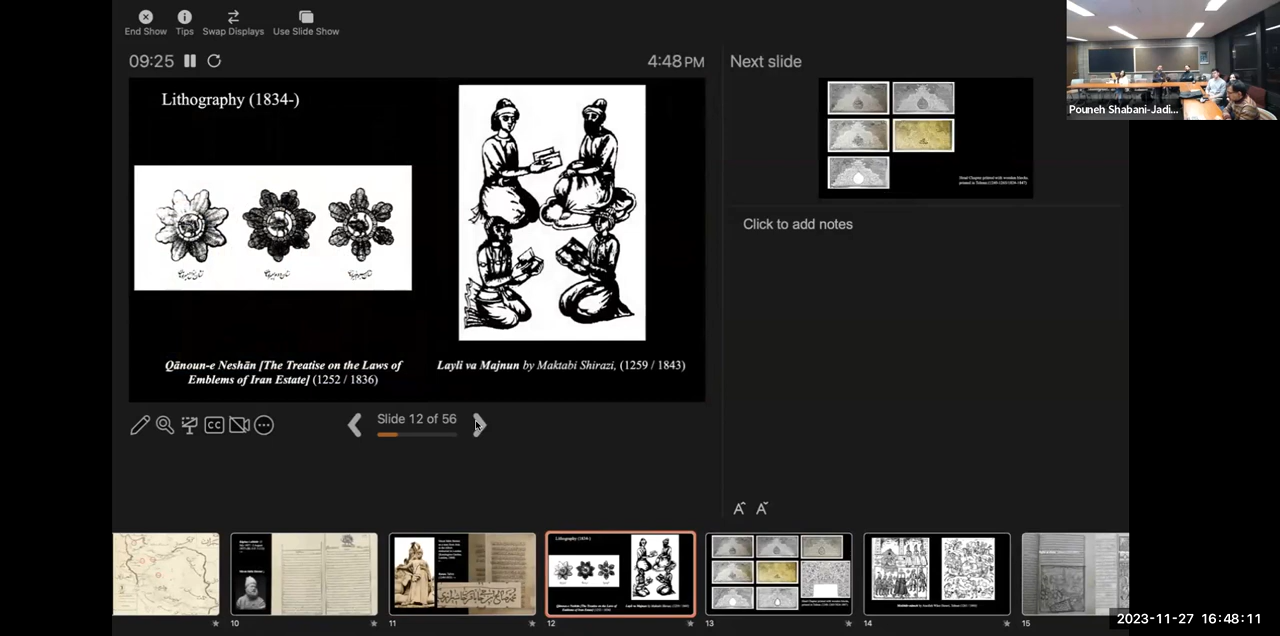 End Show
Tips
Swap Displays
Use Slide Show
09:25
4:48 PM
Next slide
Pouneh Shabani-Jadi...
Lithography (1834-)
Qānoun-e Neshān [The Treatise on the Laws of
Emblems of Iran Estate] (1252 / 1836)
Layli va Majnun by Maktabi Shirazi, (1259 / 1843)
Click to add notes
CC
Slide 12 of 56
10
11
Lithography (1834-)
12
13
14
15
2023-11-27 16:48:11